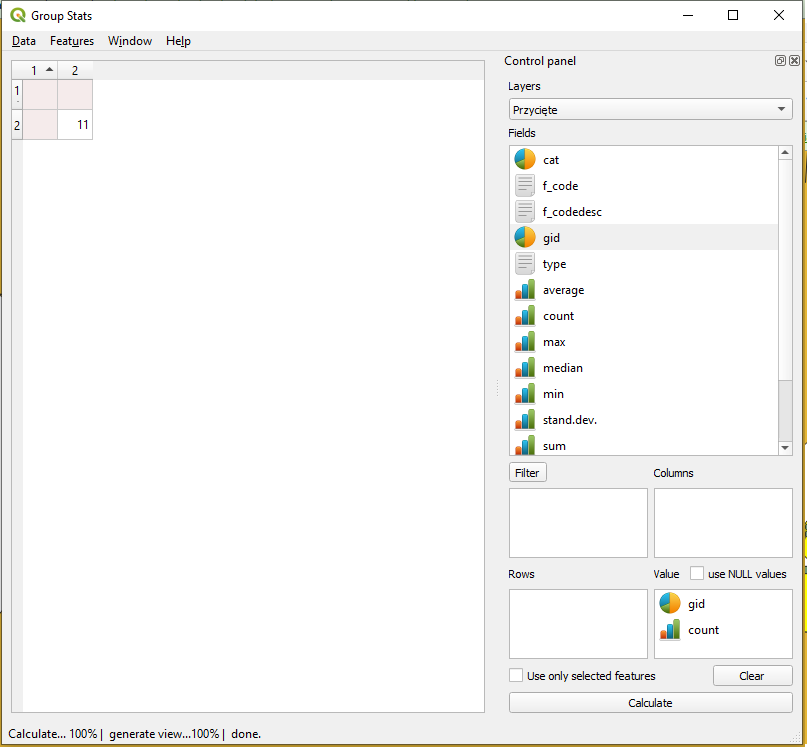 Group Stats
Data Features Window Help
1 2
1
2 11
Control panel
Layers
Przycięte
Fields
cat
f_code
f_codedesc
gid
type
average
count
max
median
min
stand.dev.
sum
Filter Columns
Rows Value use NULL values
gid
count
Use only selected features Clear
Calculate
Calculate... 100% | generate view...100% | done.